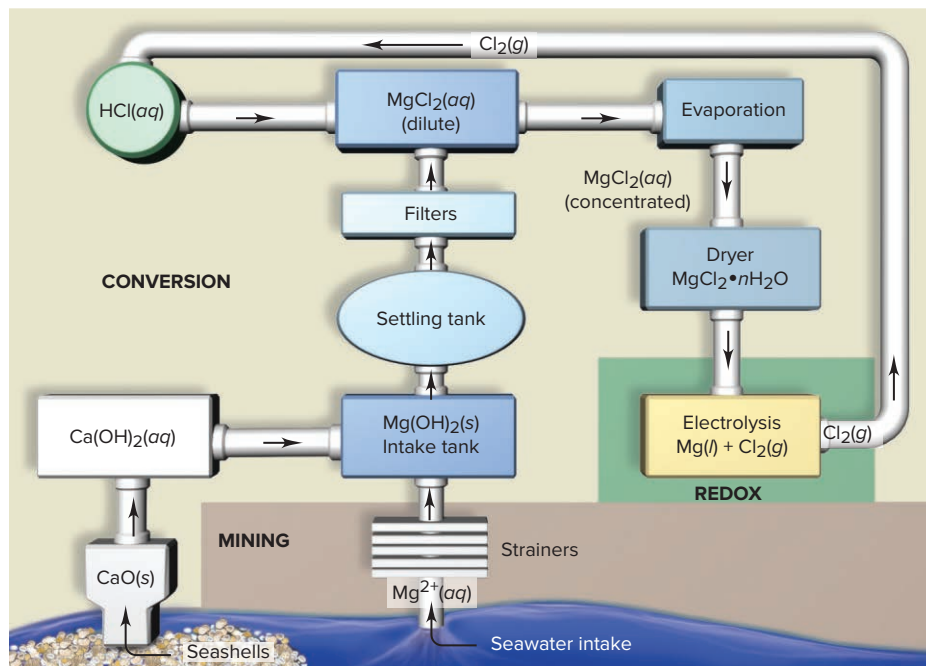 Cl₂(g)
HCl(aq)
MgCl₂(aq)
(dilute)
Evaporation
MgCl₂(aq)
(concentrated)
Filters
Dryer
MgCl₂•nH₂O
CONVERSION
Settling tank
Ca(OH)₂(aq)
Mg(OH)₂(s)
Intake tank
Electrolysis
Mg(l) + Cl₂(g)
Cl₂(g)
REDOX
MINING
Strainers
CaO(s)
Mg²⁺(aq)
Seashells
Seawater intake